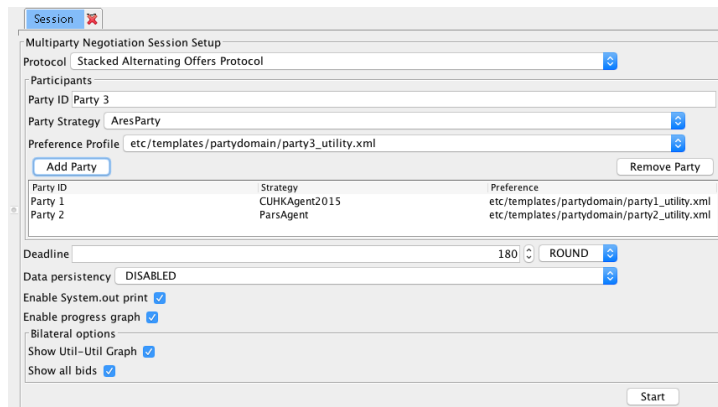 Session
Multiparty Negotiation Session Setup
Protocol Stacked Alternating Offers Protocol
Participants
Party ID Party 3
Party Strategy AresParty
Preference Profile etc/templates/partydomain/party3_utility.xml
Add Party Remove Party
Party ID Strategy Preference
Party 1 CUHKAgent2015 etc/templates/partydomain/party1_utility.xml
Party 2 ParsAgent etc/templates/partydomain/party2_utility.xml
Deadline 180 ROUND
Data persistency DISABLED
Enable System.out print
Enable progress graph
Bilateral options
Show Util-Util Graph
Show all bids
Start